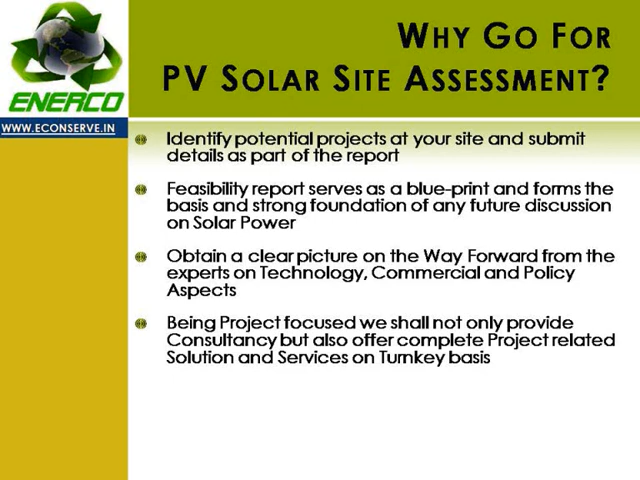 ENERCO
WWW.ECONSERVE.IN
WHY GO FOR
PV SOLAR SITE ASSESSMENT?
Identify potential projects at your site and submit
details as part of the report
Feasibility report serves as a blue-print and forms the
basis and strong foundation of any future discussion
on Solar Power
Obtain a clear picture on the Way Forward from the
experts on Technology, Commercial and Policy
Aspects
Being Project focused we shall not only provide
Consultancy but also offer complete Project related
Solution and Services on Turnkey basis